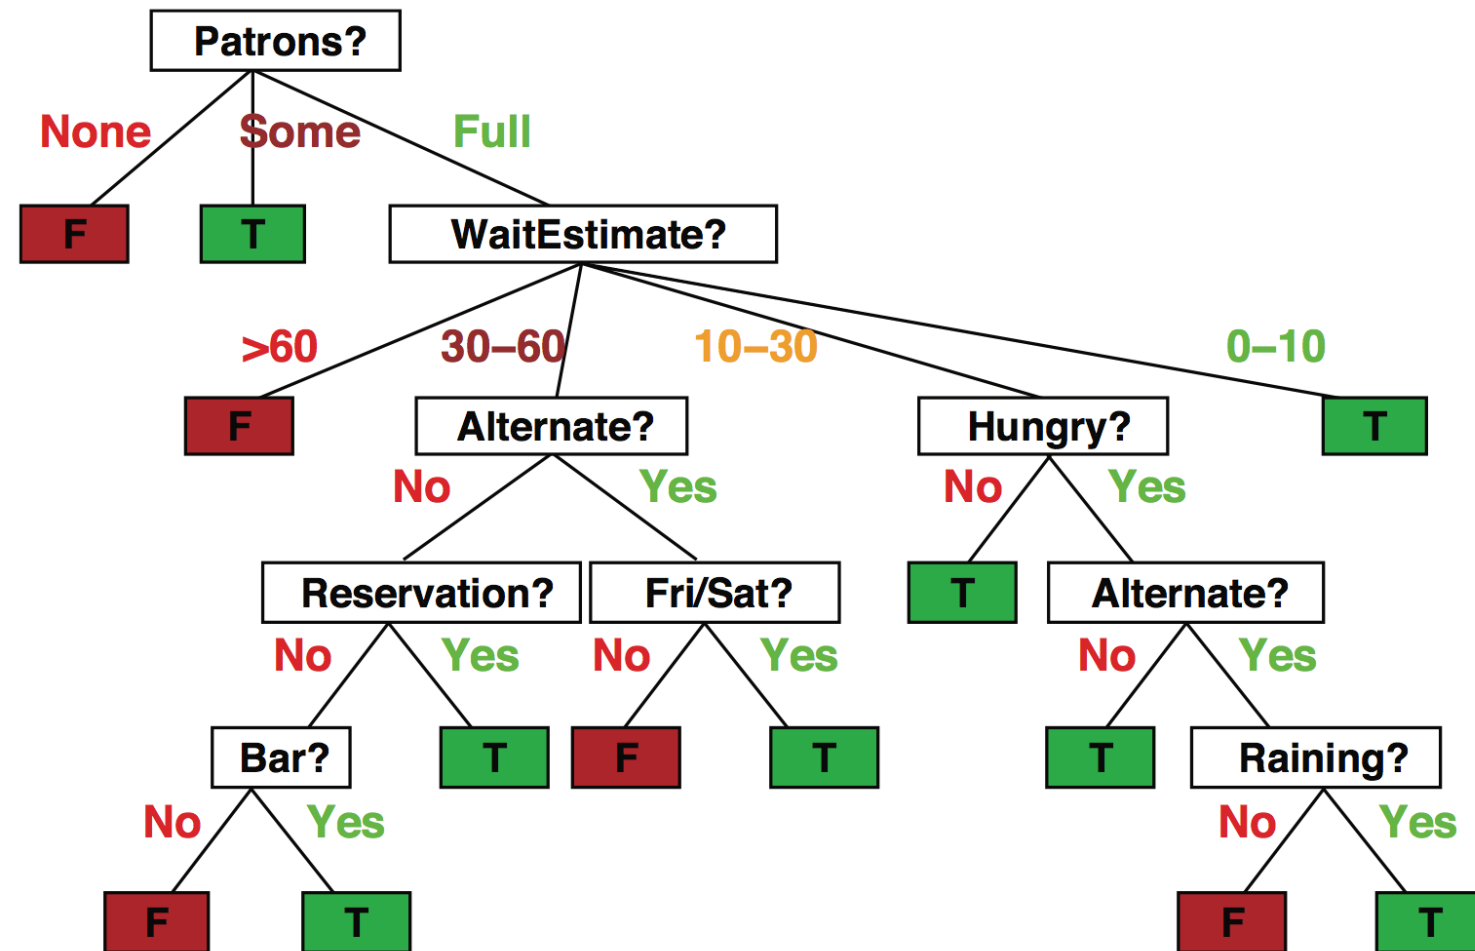 Patrons?
None Some Full
F T WaitEstimate?
>60 30–60 10–30 0–10
F Alternate? Hungry? T
No Yes No Yes
Reservation? Fri/Sat? T Alternate?
No Yes No Yes No Yes
Bar? T F T T Raining?
No Yes No Yes
F T F T